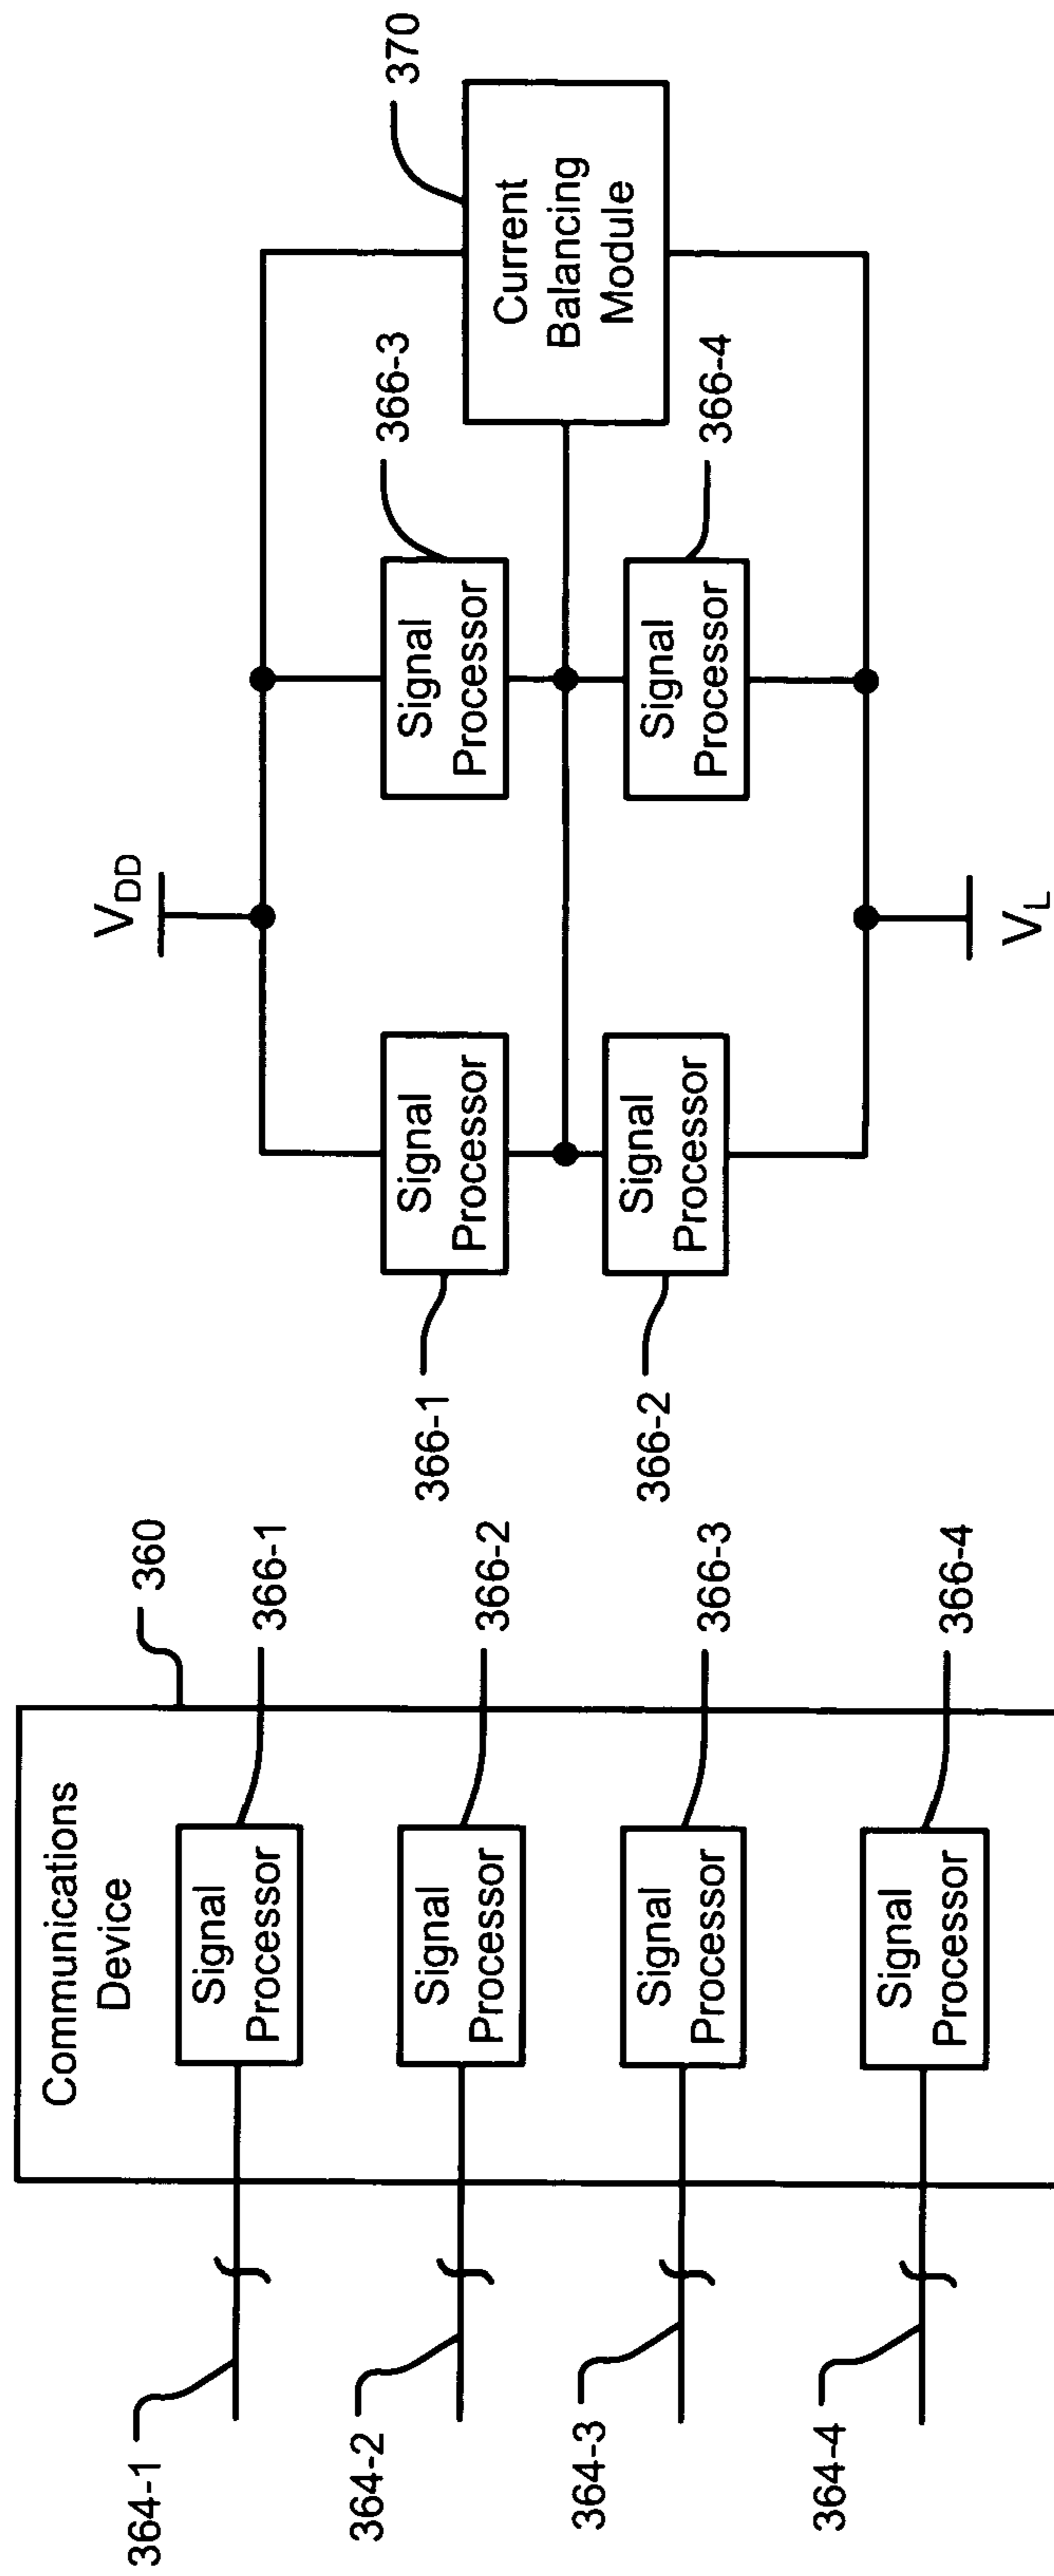 Communications
Device
360
Signal
Processor
366-1
364-1
Signal
Processor
366-2
364-2
Signal
Processor
366-3
364-3
Signal
Processor
366-4
364-4
VDD
366-1
Signal
Processor
Signal
Processor
366-3
370
Current
Balancing
Module
366-2
Signal
Processor
Signal
Processor
366-4
VL